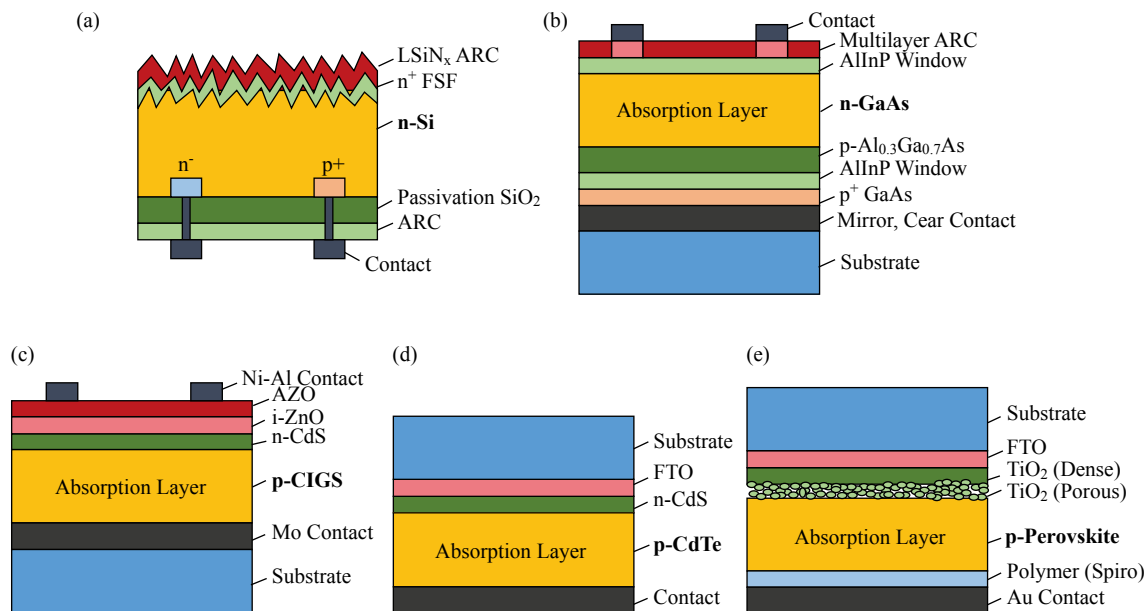 (a)
LSiNₓ ARC
n⁺ FSF
n-Si
n⁻
p+
Passivation SiO₂
ARC
Contact
(b)
Contact
Multilayer ARC
AlInP Window
Absorption Layer
n-GaAs
p-Al₀.₃Ga₀.₇As
AlInP Window
p⁺ GaAs
Mirror, Cear Contact
Substrate
(c)
Ni-Al Contact
AZO
i-ZnO
n-CdS
Absorption Layer
p-CIGS
Mo Contact
Substrate
(d)
Substrate
FTO
n-CdS
Absorption Layer
p-CdTe
Contact
(e)
Substrate
FTO
TiO₂ (Dense)
TiO₂ (Porous)
Absorption Layer
p-Perovskite
Polymer (Spiro)
Au Contact